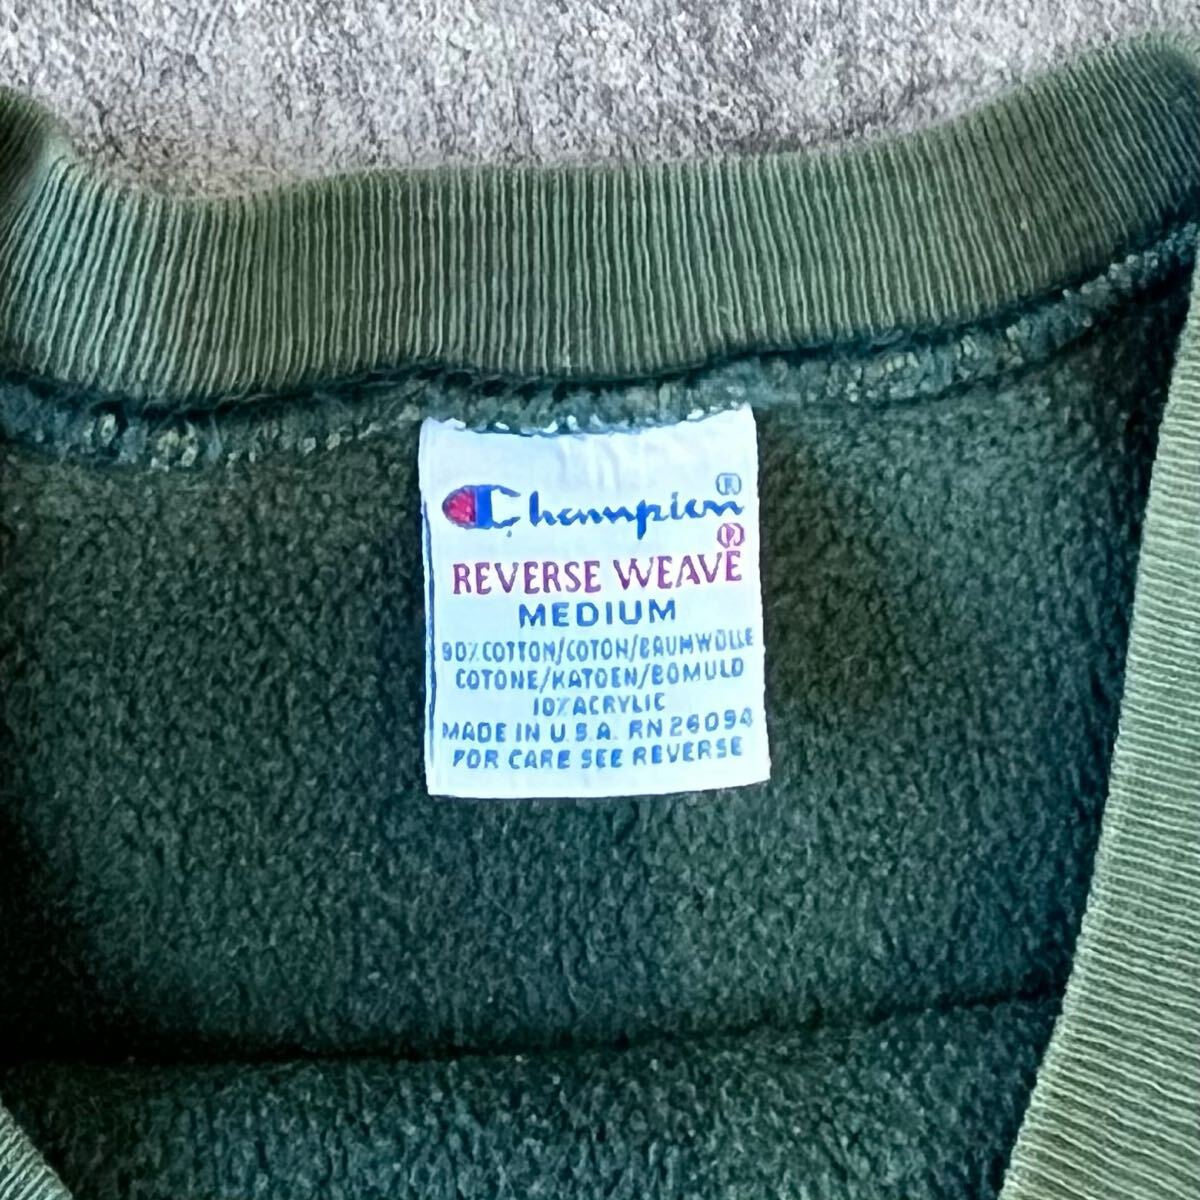 Champion®
REVERSE WEAVE®
MEDIUM
90% COTTON/COTON/BAUMWOLLE
COTONE/KATOEN/BOMULD
10% ACRYLIC
MADE IN U.S.A. RN 26094
FOR CARE SEE REVERSE